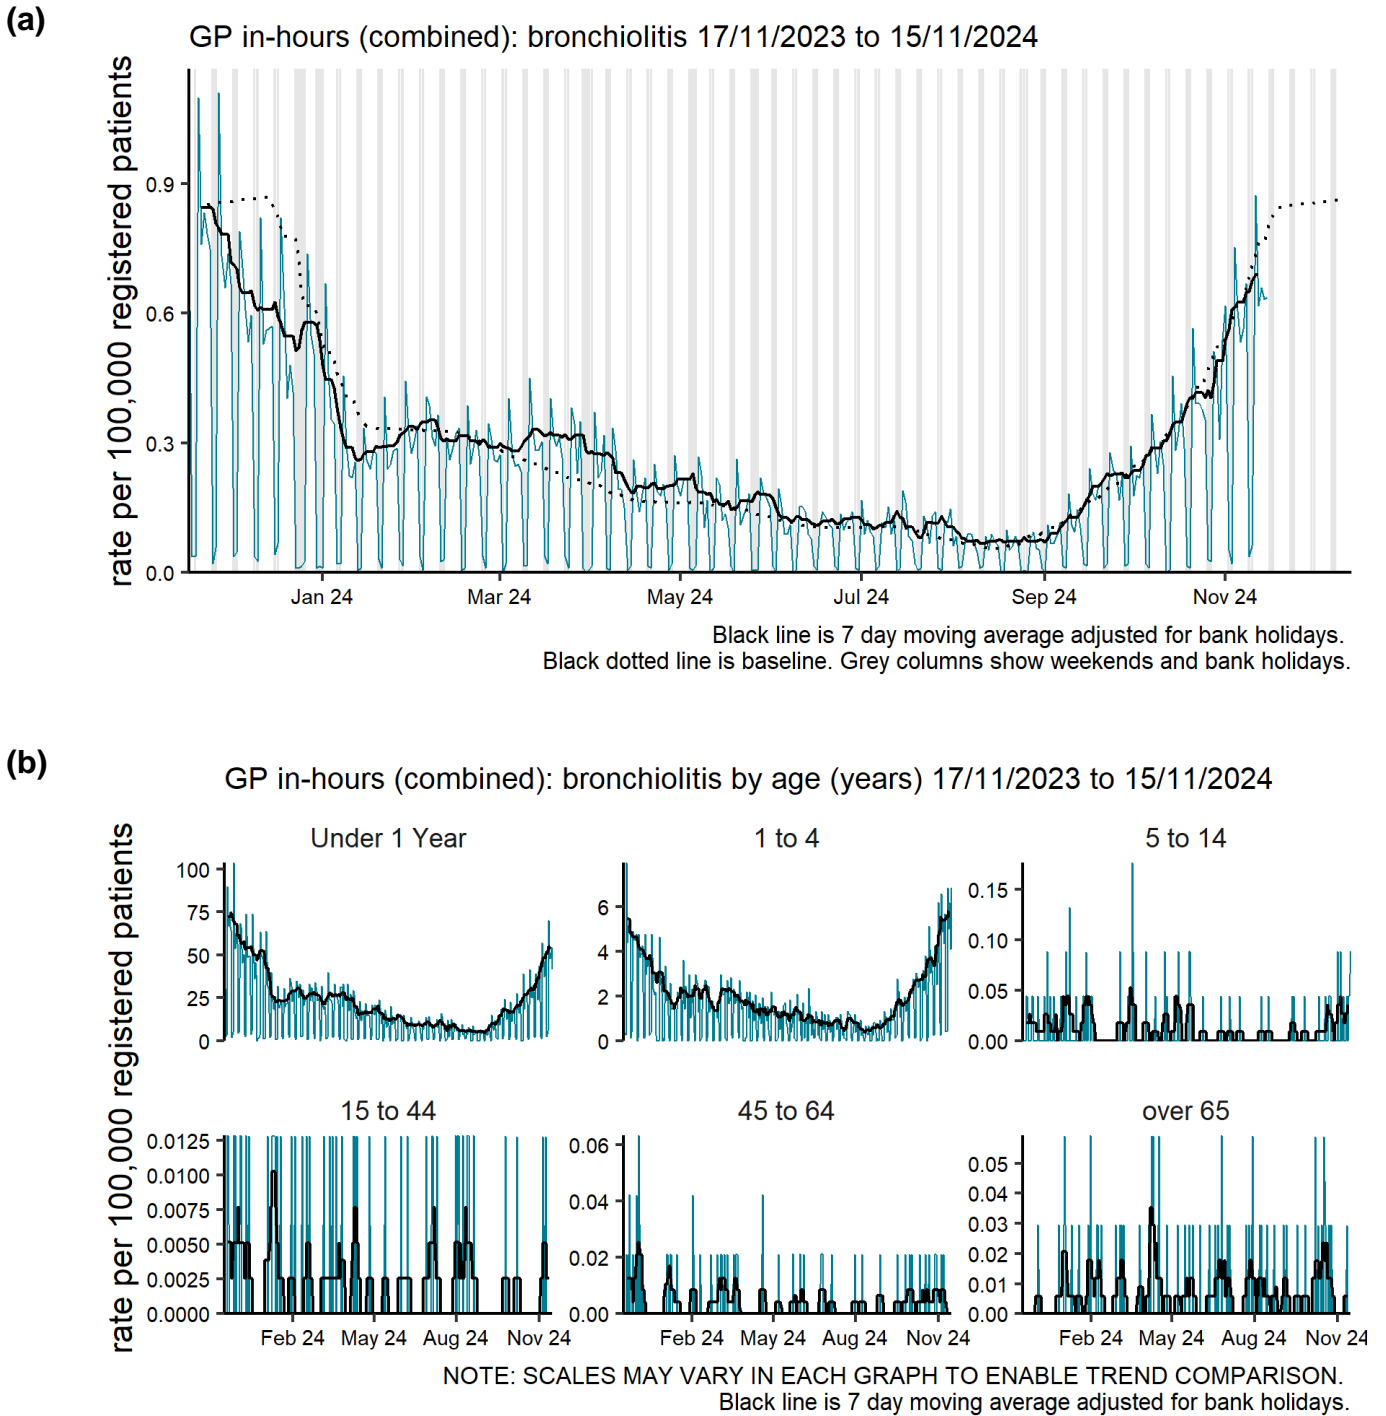 (a)
GP in-hours (combined): bronchiolitis 17/11/2023 to 15/11/2024
rate per 100,000 registered patients
0.9
0.6
0.3
0.0
Jan 24 Mar 24 May 24 Jul 24 Sep 24 Nov 24
Black line is 7 day moving average adjusted for bank holidays.
Black dotted line is baseline. Grey columns show weekends and bank holidays.
(b)
GP in-hours (combined): bronchiolitis by age (years) 17/11/2023 to 15/11/2024
rate per 100,000 registered patients
Under 1 Year
100
75
50
25
0
1 to 4
6
4
2
0
5 to 14
0.15
0.10
0.05
0.00
15 to 44
0.0125
0.0100
0.0075
0.0050
0.0025
0.0000
Feb 24 May 24 Aug 24 Nov 24
45 to 64
0.06
0.04
0.02
0.00
Feb 24 May 24 Aug 24 Nov 24
over 65
0.05
0.04
0.03
0.02
0.01
0.00
Feb 24 May 24 Aug 24 Nov 24
NOTE: SCALES MAY VARY IN EACH GRAPH TO ENABLE TREND COMPARISON.
Black line is 7 day moving average adjusted for bank holidays.